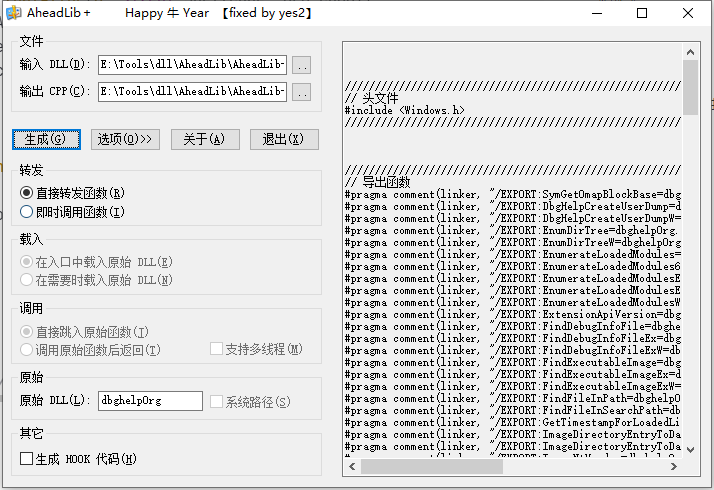 AheadLib +      Happy 牛 Year   【fixed by yes2】
文件
输入 DLL(D): E:\Tools\dll\AheadLib\AheadLib- ..
输出 CPP(C): E:\Tools\dll\AheadLib\AheadLib- ..
生成(G) 选项(O)>> 关于(A) 退出(X)
转发
直接转发函数(R)
即时调用函数(I)
载入
在入口中载入原始 DLL(E)
在需要时载入原始 DLL(N)
调用
直接跳入原始函数(J)
调用原始函数后返回(T) 支持多线程(M)
原始
原始 DLL(L): dbghelpOrg 系统路径(S)
其它
生成 HOOK 代码(H)
////////////////////////////////////////////////////////
// 头文件
#include <Windows.h>
////////////////////////////////////////////////////////
////////////////////////////////////////////////////////
// 导出函数
#pragma comment(linker, "/EXPORT:SymGetOmapBlockBase=dbg
#pragma comment(linker, "/EXPORT:DbgHelpCreateUserDump=d
#pragma comment(linker, "/EXPORT:DbgHelpCreateUserDumpW=
#pragma comment(linker, "/EXPORT:EnumDirTree=dbghelpOrg.
#pragma comment(linker, "/EXPORT:EnumDirTreeW=dbghelpOrg
#pragma comment(linker, "/EXPORT:EnumerateLoadedModules=
#pragma comment(linker, "/EXPORT:EnumerateLoadedModules6
#pragma comment(linker, "/EXPORT:EnumerateLoadedModulesE
#pragma comment(linker, "/EXPORT:EnumerateLoadedModulesE
#pragma comment(linker, "/EXPORT:EnumerateLoadedModulesW
#pragma comment(linker, "/EXPORT:ExtensionApiVersion=dbg
#pragma comment(linker, "/EXPORT:FindDebugInfoFile=dbghe
#pragma comment(linker, "/EXPORT:FindDebugInfoFileEx=dbg
#pragma comment(linker, "/EXPORT:FindDebugInfoFileExW=db
#pragma comment(linker, "/EXPORT:FindExecutableImage=dbg
#pragma comment(linker, "/EXPORT:FindExecutableImageEx=d
#pragma comment(linker, "/EXPORT:FindExecutableImageExW=
#pragma comment(linker, "/EXPORT:FindFileInPath=dbghelpO
#pragma comment(linker, "/EXPORT:FindFileInSearchPath=db
#pragma comment(linker, "/EXPORT:GetTimestampForLoadedLi
#pragma comment(linker, "/EXPORT:ImageDirectoryEntryToDa
#pragma comment(linker, "/EXPORT:ImageDirectoryEntryToDa